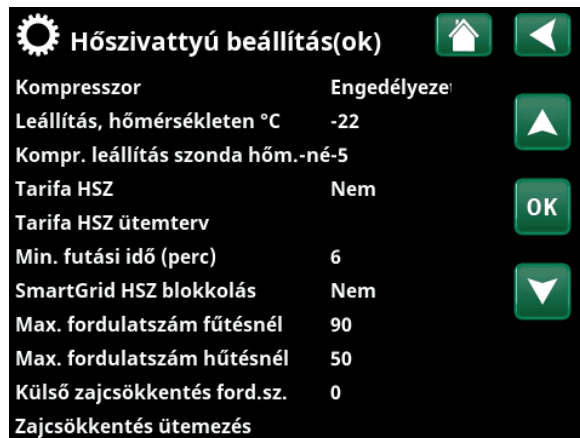 Hőszivattyú beállítás(ok)
Kompresszor Engedélyezet
Leállítás, hőmérsékleten °C -22
Kompr. leállítás szonda hőm.-né-5
Tarifa HSZ Nem
OK
Tarifa HSZ ütemterv
Min. futási idő (perc) 6
SmartGrid HSZ blokkolás Nem
Max. fordulatszám fűtésnél 90
Max. fordulatszám hűtésnél 50
Külső zajcsökkentés ford.sz. 0
Zajcsökkentés ütemezés